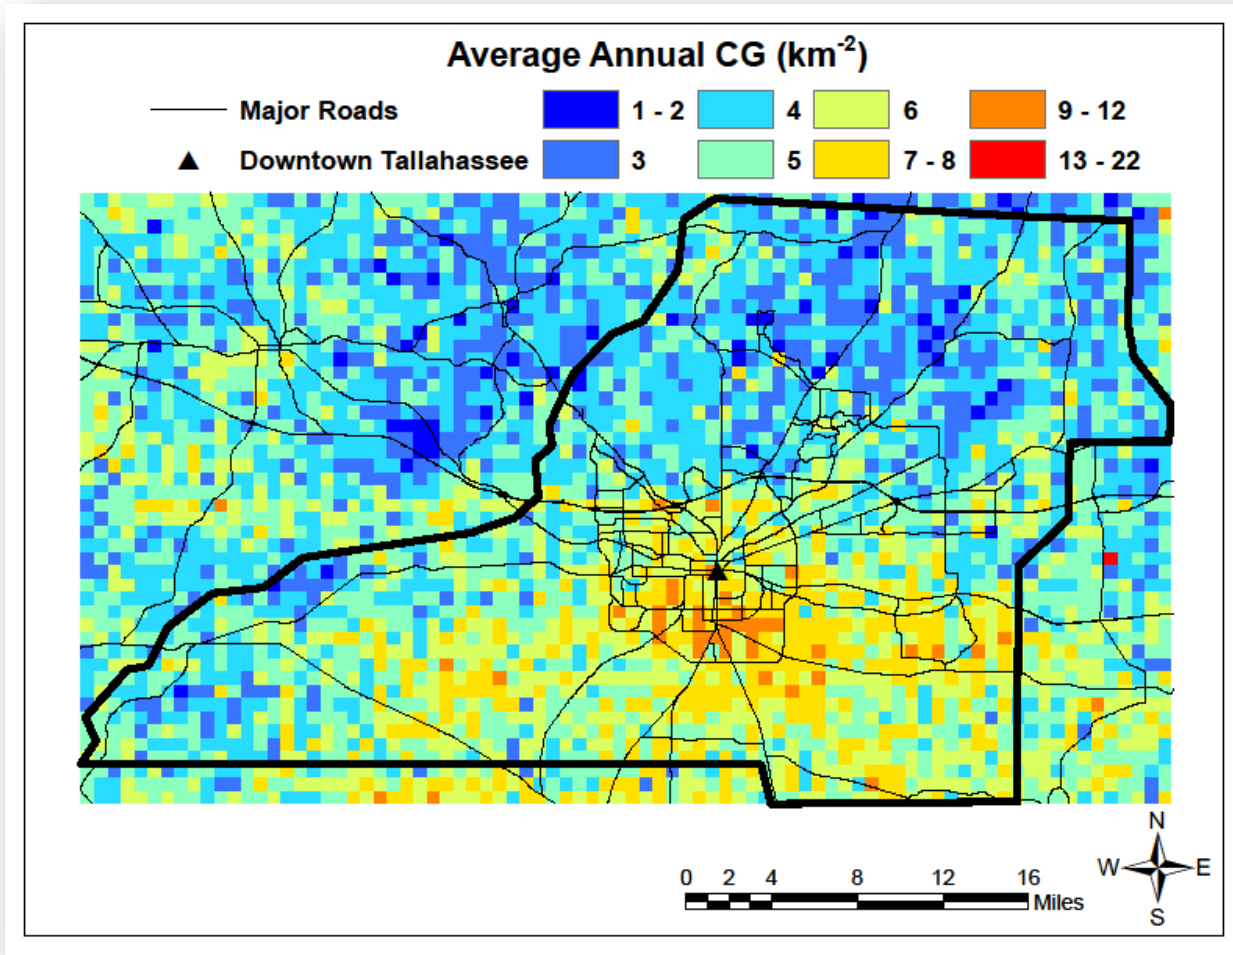 Average Annual CG (km-2)
Major Roads
Downtown Tallahassee
1 - 2
4
6
9 - 12
3
5
7 - 8
13 - 22
N
W E
S
0 2 4 8 12 16
Miles